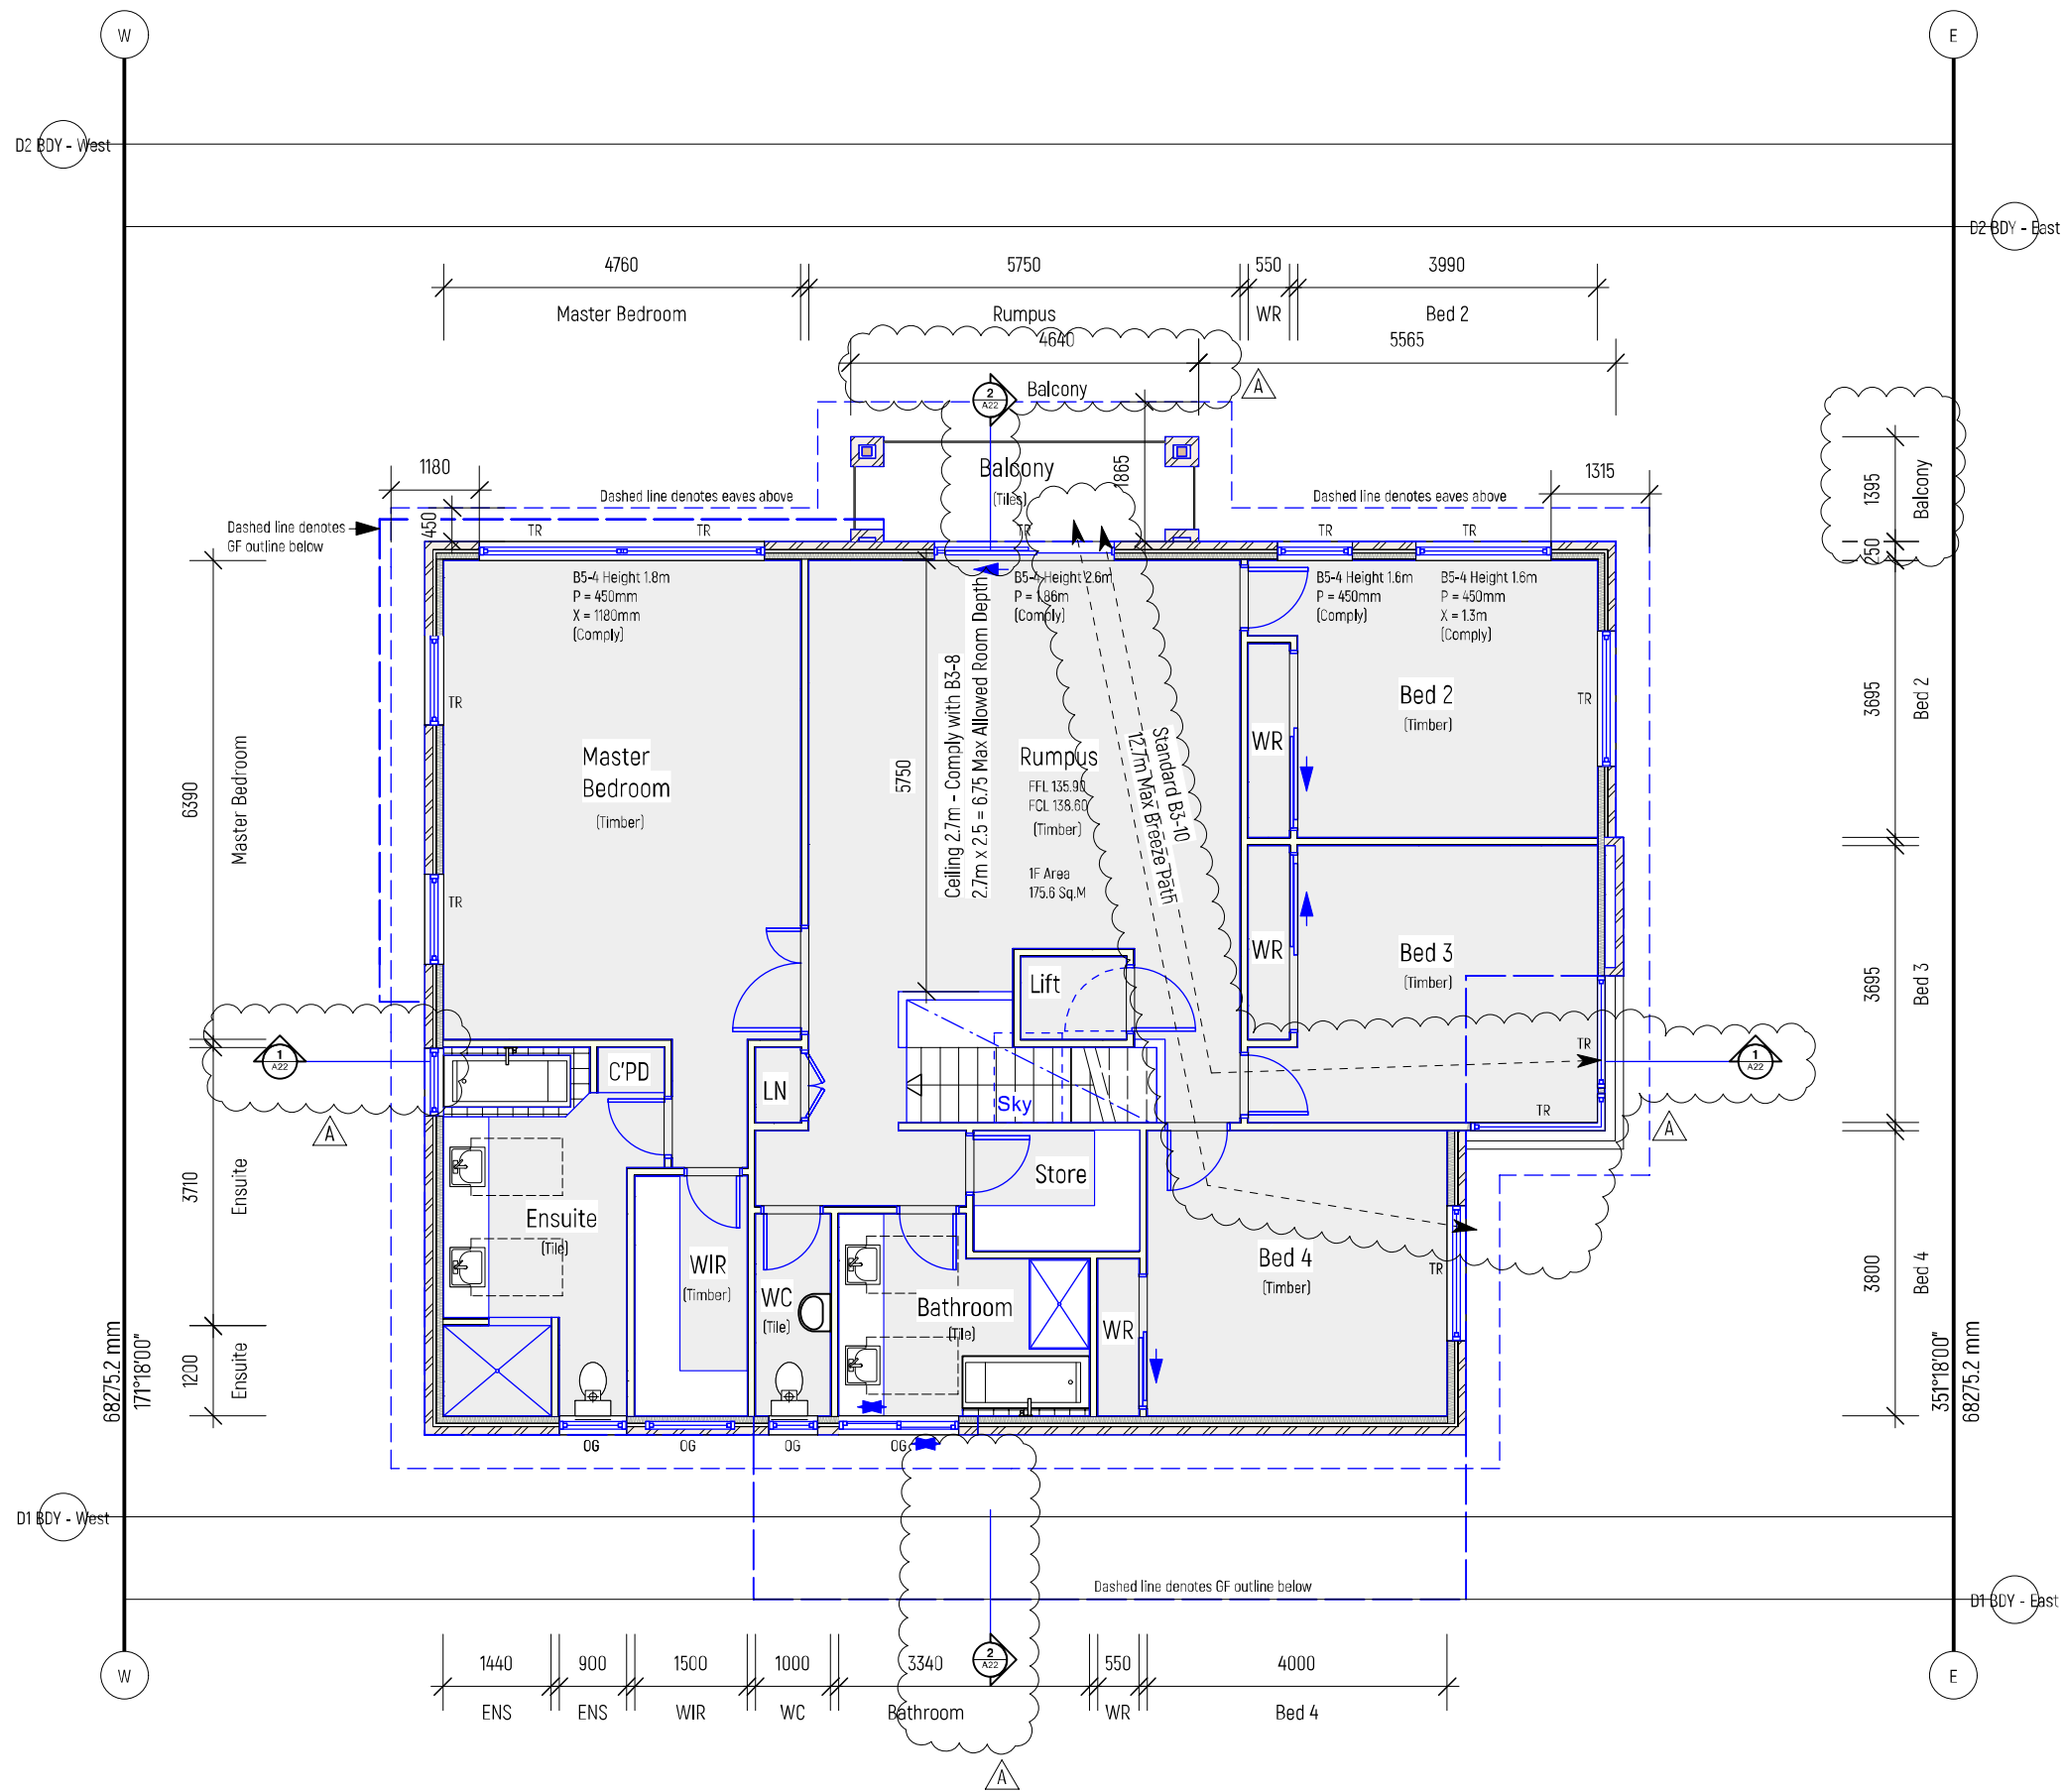 W
E
D2 BDY - West
D2 BDY - East
4760
5750
550
3990
Master Bedroom
Rumpus
WR
Bed 2
4640
5565
Balcony
2
A22
A
1180
1315
Balcony
(Tiles)
1865
1395
Balcony
250
Dashed line denotes eaves above
Dashed line denotes eaves above
Dashed line denotes
GF outline below
450
TR
TR
TR
TR
TR
B5-4 Height 1.8m
P = 450mm
X = 1180mm
(Comply)
B5-4 Height 2.6m
P = 1.86m
(Comply)
B5-4 Height 1.6m
P = 450mm
(Comply)
B5-4 Height 1.6m
P = 450mm
X = 1.3m
(Comply)
Ceiling 2.7m - Comply with B3-8
2.7m x 2.5 = 6.75 Max Allowed Room Depth
5750
Standard B3-10
12.7m Max Breeze Path
TR
TR
Master
Bedroom
(Timber)
Rumpus
FFL 135.90
FCL 138.60
(Timber)
1F Area
175.6 Sq.M
WR
Bed 2
(Timber)
TR
3695
Bed 2
6390
Master Bedroom
TR
WR
Bed 3
(Timber)
3695
Bed 3
Lift
1
A22
C'PD
LN
Sky
TR
TR
1
A22
A
A
3710
Ensuite
Ensuite
(Tile)
Store
WIR
(Timber)
WC
(Tile)
Bathroom
(Tile)
WR
Bed 4
(Timber)
TR
3800
Bed 4
1200
Ensuite
68275.2 mm
171°18'00"
351°18'00"
68275.2 mm
OG
OG
OG
OG
D1 BDY - West
D1 BDY - East
Dashed line denotes GF outline below
1440
900
1500
1000
3340
550
4000
ENS
ENS
WIR
WC
Bathroom
WR
Bed 4
2
A22
A
W
E